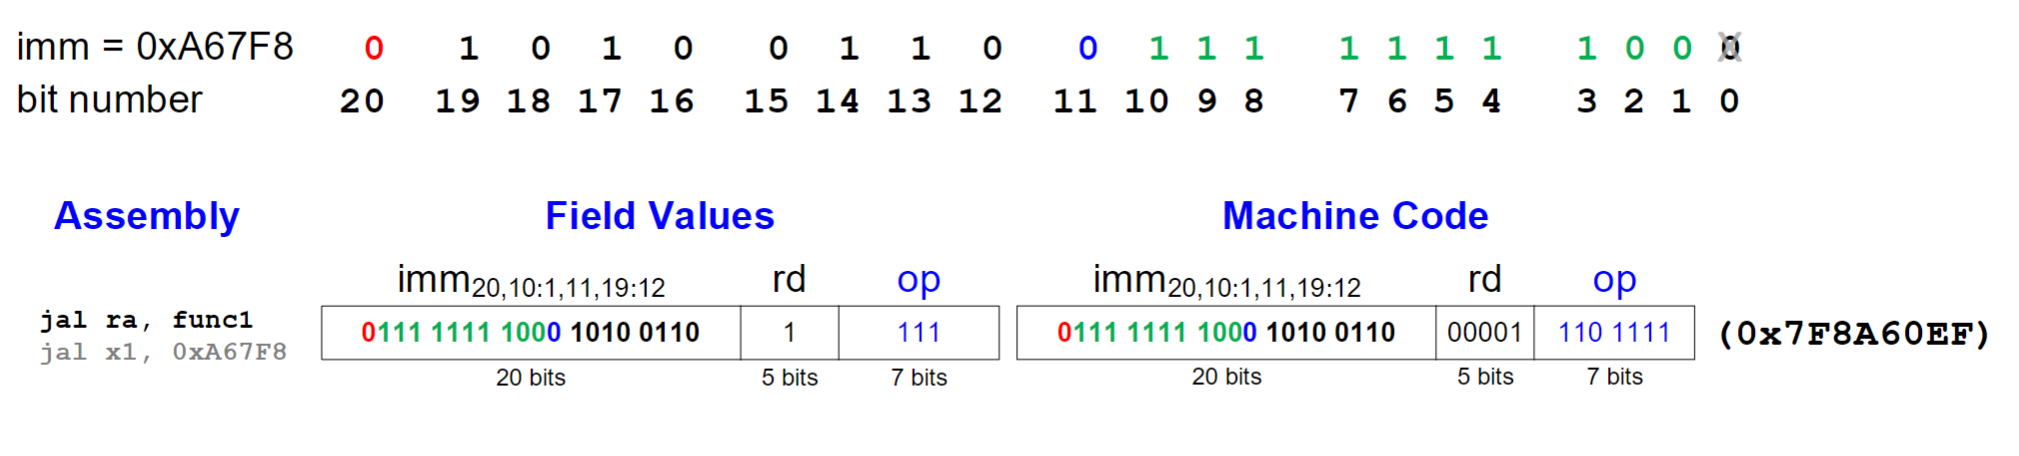 imm = 0xA67F8 0 1 0 1 0 0 1 1 0 0 1 1 1 1 1 1 1 1 0 0 0
bit number 20 19 18 17 16 15 14 13 12 11 10 9 8 7 6 5 4 3 2 1 0
Assembly Field Values Machine Code
imm20,10:1,11,19:12 rd op imm20,10:1,11,19:12 rd op
jal ra, func1
jal x1, 0xA67F8
0111 1111 1000 1010 0110 1 111 0111 1111 1000 1010 0110 00001 110 1111 (0x7F8A60EF)
20 bits 5 bits 7 bits 20 bits 5 bits 7 bits